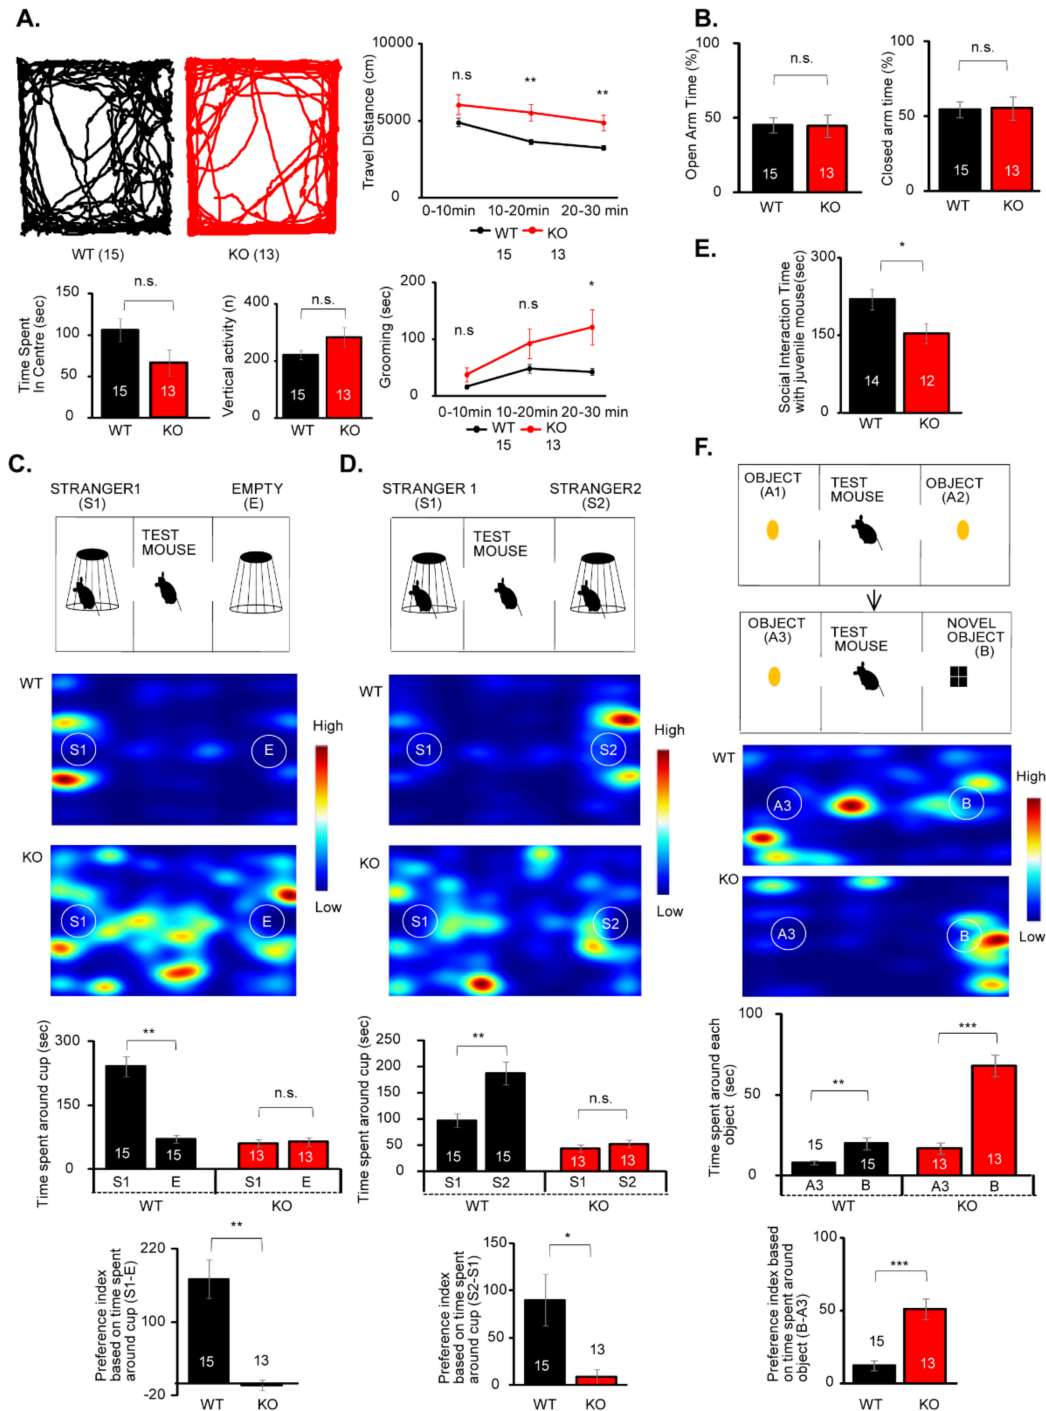 A.
WT (15)
KO (13)
Travel Distance (cm)
10000
5000
0
n.s
**
**
0-10min
10-20min
20-30 min
WT
KO
15
13
Time Spent
In Centre (sec)
150
100
50
0
n.s.
15
13
WT
KO
Vertical activity (n)
400
200
0
n.s.
15
13
WT
KO
Grooming (sec)
200
100
0
n.s
n.s
*
0-10min
10-20min
20-30 min
WT
KO
15
13
B.
Open Arm Time (%)
100
50
0
n.s.
15
13
WT
KO
Closed arm time (%)
100
50
0
n.s.
15
13
WT
KO
E.
Social Interaction Time
with juvenile mouse(sec)
300
150
0
*
14
12
WT
KO
C.
STRANGER1
(S1)
EMPTY
(E)
TEST
MOUSE
WT
S1
E
KO
S1
E
High
Low
Time spent around cup (sec)
300
150
0
**
n.s.
15
15
13
13
S1
E
S1
E
WT
KO
Preference index
based on time spent
around cup (S1-E)
220
100
-20
**
15
13
WT
KO
D.
STRANGER 1
(S1)
STRANGER2
(S2)
TEST
MOUSE
WT
S1
S2
KO
S1
S2
High
Low
Time spent around cup (sec)
250
200
150
100
50
0
**
n.s.
15
15
13
13
S1
S2
S1
S2
WT
KO
Preference index
based on time spent
around cup (S2-S1)
150
100
50
0
*
15
13
WT
KO
F.
OBJECT
(A1)
TEST
MOUSE
OBJECT
(A2)
OBJECT
(A3)
TEST
MOUSE
NOVEL
OBJECT
(B)
WT
A3
B
KO
A3
B
High
Low
Time spent around each
object (sec)
100
50
0
**
***
15
15
13
13
A3
B
A3
B
WT
KO
Preference index based
on time spent around
object (B-A3)
100
50
0
***
15
13
WT
KO